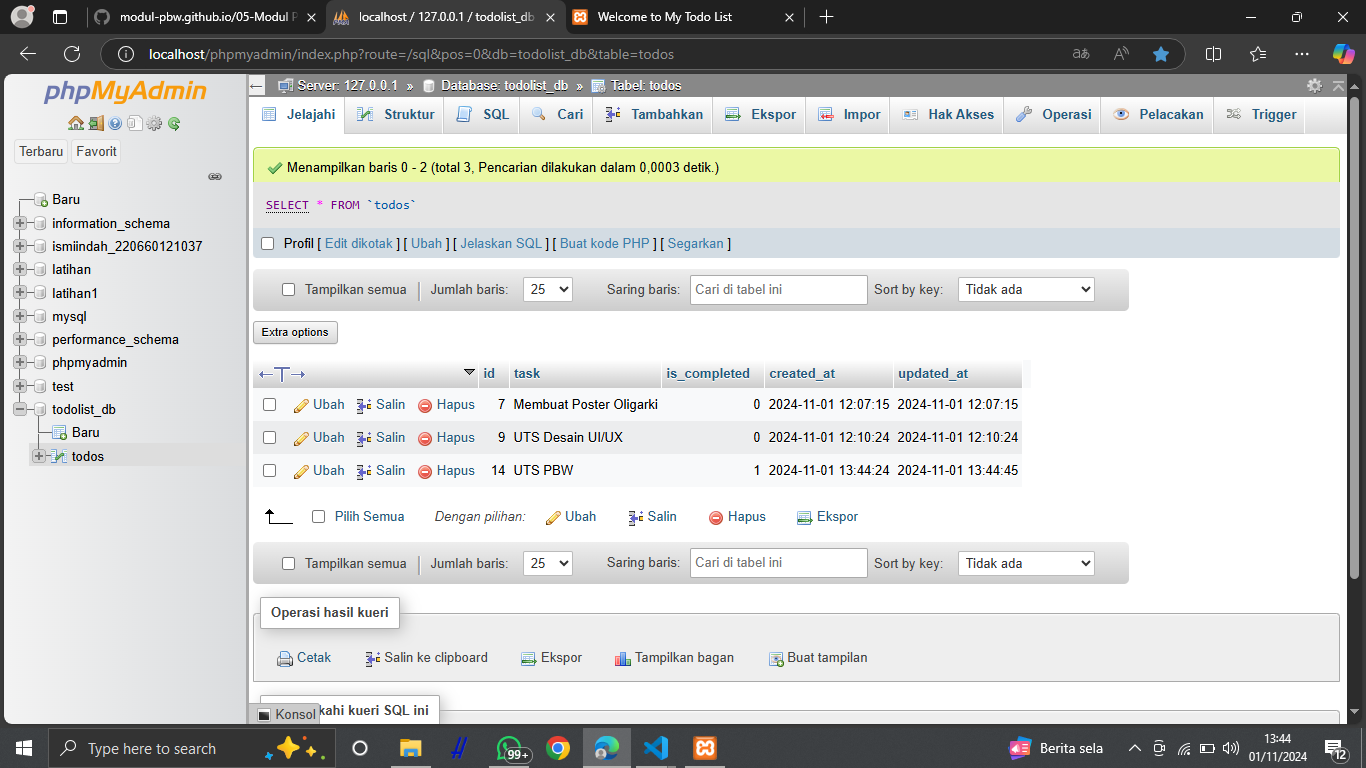 modul-pbw.github.io/05-Modul P
localhost / 127.0.0.1 / todolist_db
Welcome to My Todo List
localhost/phpmyadmin/index.php?route=/sql&pos=0&db=todolist_db&table=todos
phpMyAdmin
Terbaru Favorit
Baru
information_schema
ismiindah_220660121037
latihan
latihan1
mysql
performance_schema
phpmyadmin
test
todolist_db
Baru
todos
Server: 127.0.0.1 » Database: todolist_db » Tabel: todos
Jelajahi Struktur SQL Cari Tambahkan Ekspor Impor Hak Akses Operasi Pelacakan Trigger
Menampilkan baris 0 - 2 (total 3, Pencarian dilakukan dalam 0,0003 detik.)
SELECT * FROM `todos`
Profil [ Edit dikotak ] [ Ubah ] [ Jelaskan SQL ] [ Buat kode PHP ] [ Segarkan ]
Tampilkan semua | Jumlah baris: 25 Saring baris: Cari di tabel ini Sort by key: Tidak ada
Extra options
id task is_completed created_at updated_at
Ubah Salin Hapus 7 Membuat Poster Oligarki 0 2024-11-01 12:07:15 2024-11-01 12:07:15
Ubah Salin Hapus 9 UTS Desain UI/UX 0 2024-11-01 12:10:24 2024-11-01 12:10:24
Ubah Salin Hapus 14 UTS PBW 1 2024-11-01 13:44:24 2024-11-01 13:44:45
Pilih Semua Dengan pilihan: Ubah Salin Hapus Ekspor
Tampilkan semua | Jumlah baris: 25 Saring baris: Cari di tabel ini Sort by key: Tidak ada
Operasi hasil kueri
Cetak Salin ke clipboard Ekspor Tampilkan bagan Buat tampilan
Konsol kahi kueri SQL ini
Type here to search
99+
Berita sela
13:44
01/11/2024
12